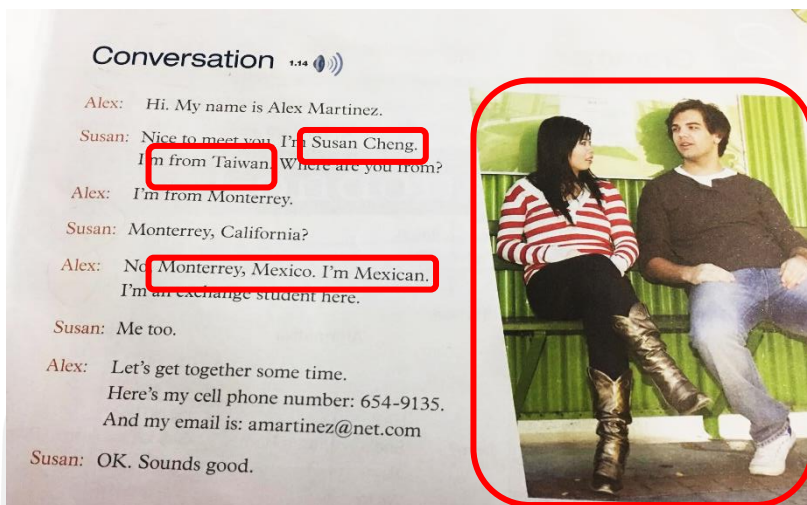 Conversation 1.14
Alex: Hi. My name is Alex Martinez.
Susan: Nice to meet you. I'm Susan Cheng.
I'm from Taiwan. Where are you from?
Alex: I'm from Monterrey.
Susan: Monterrey, California?
Alex: No. Monterrey, Mexico. I'm Mexican.
I'm an exchange student here.
Susan: Me too.
Alex: Let's get together some time.
Here's my cell phone number: 654-9135.
And my email is: amartinez@net.com
Susan: OK. Sounds good.